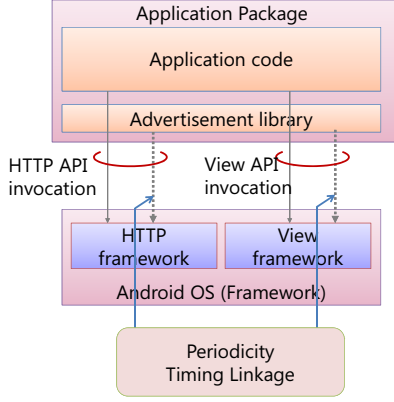 Application Package
Application code
Advertisement library
HTTP API
invocation
View API
invocation
HTTP
framework
View
framework
Android OS (Framework)
Periodicity
Timing Linkage